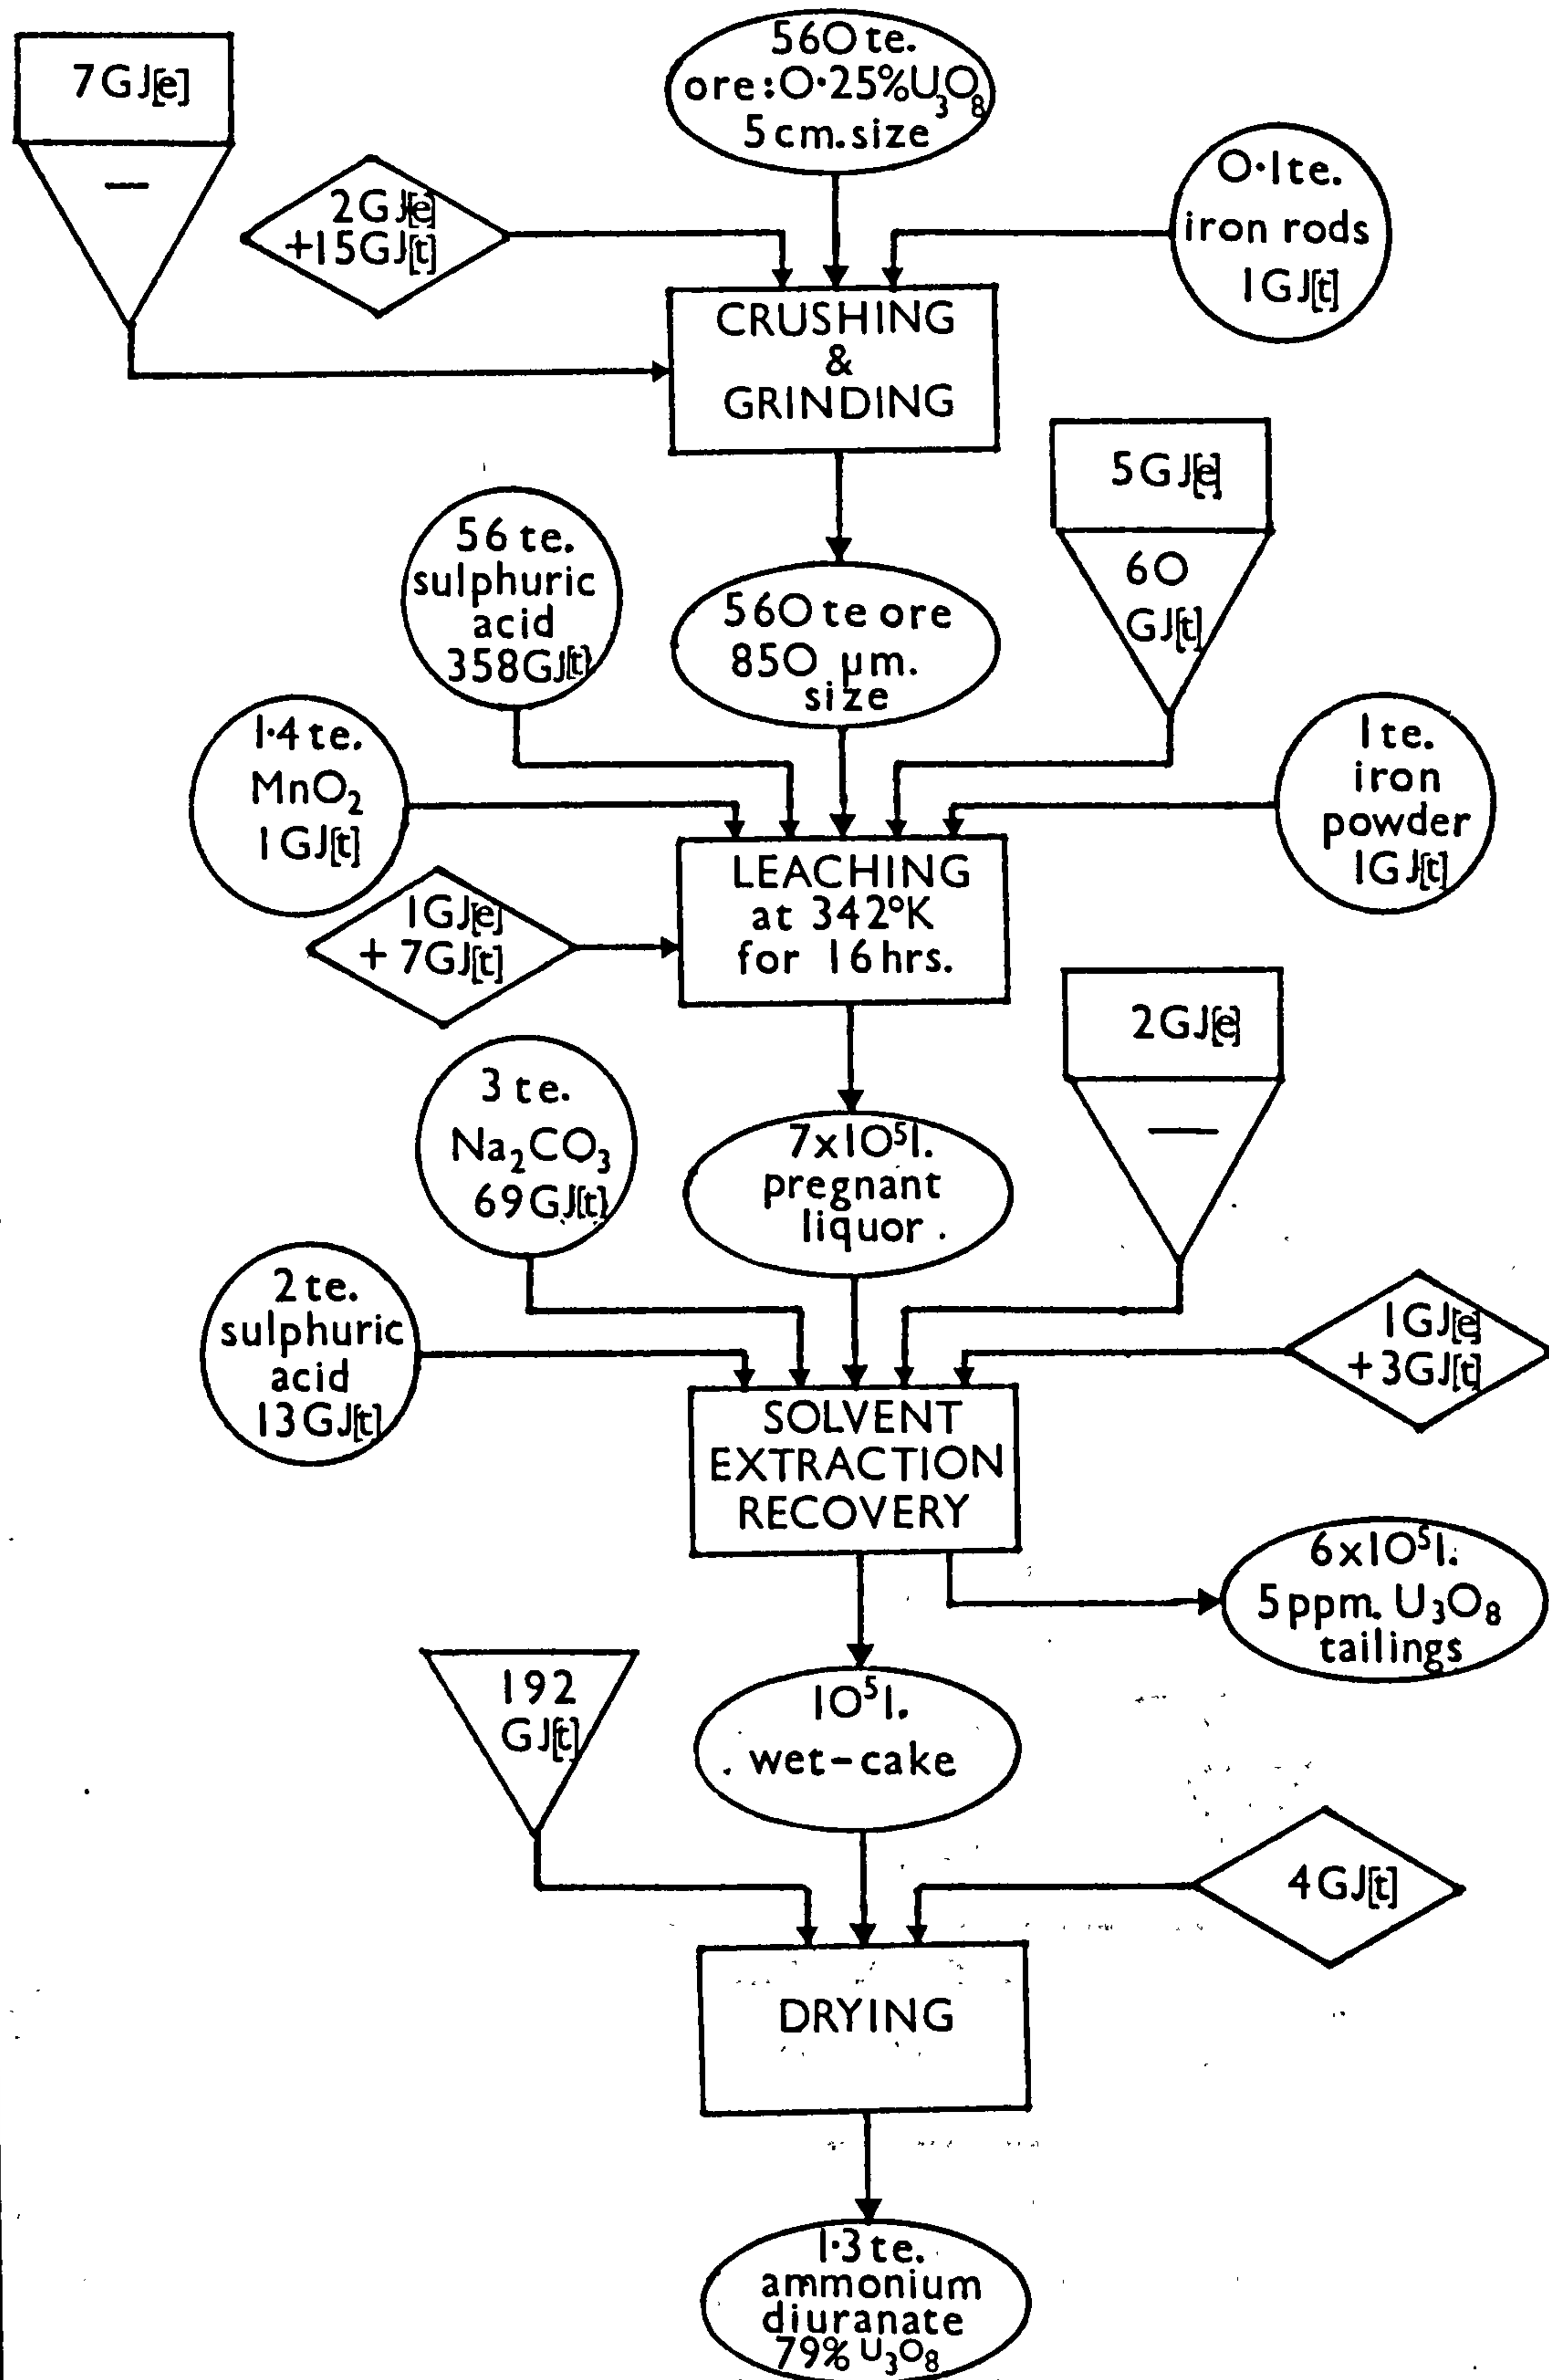 7GJ[e]
—
560 te.
ore:0·25%U₃O₈
5 cm. size
2GJ[e]
+15GJ[t]
0·1te.
iron rods
1GJ[t]
CRUSHING
&
GRINDING
56 te.
sulphuric
acid
358GJ[t]
560 te ore
850 µm.
size
5GJ[e]
60
GJ[t]
1·4 te.
MnO₂
1GJ[t]
1 te.
iron
powder
1GJ[t]
LEACHING
at 342°K
for 16 hrs.
1GJ[e]
+ 7GJ[t]
3 te.
Na₂CO₃
69GJ[t]
7x10⁵l.
pregnant
liquor
2GJ[e]
—
2 te.
sulphuric
acid
13GJ[t]
1GJ[e]
+3GJ[t]
SOLVENT
EXTRACTION
RECOVERY
6x10⁵l.
5ppm. U₃O₈
tailings
192
GJ[t]
10⁵l.
wet-cake
4GJ[t]
DRYING
1·3 te.
ammonium
diuranate
79% U₃O₈